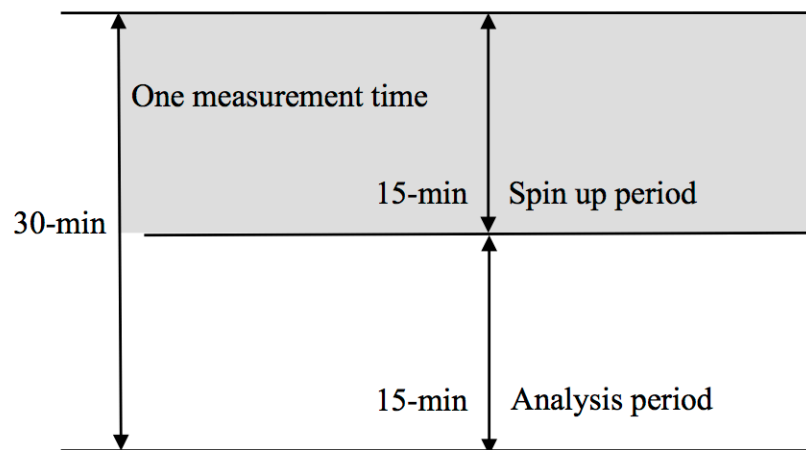 One measurement time
15-min Spin up period
30-min
15-min Analysis period